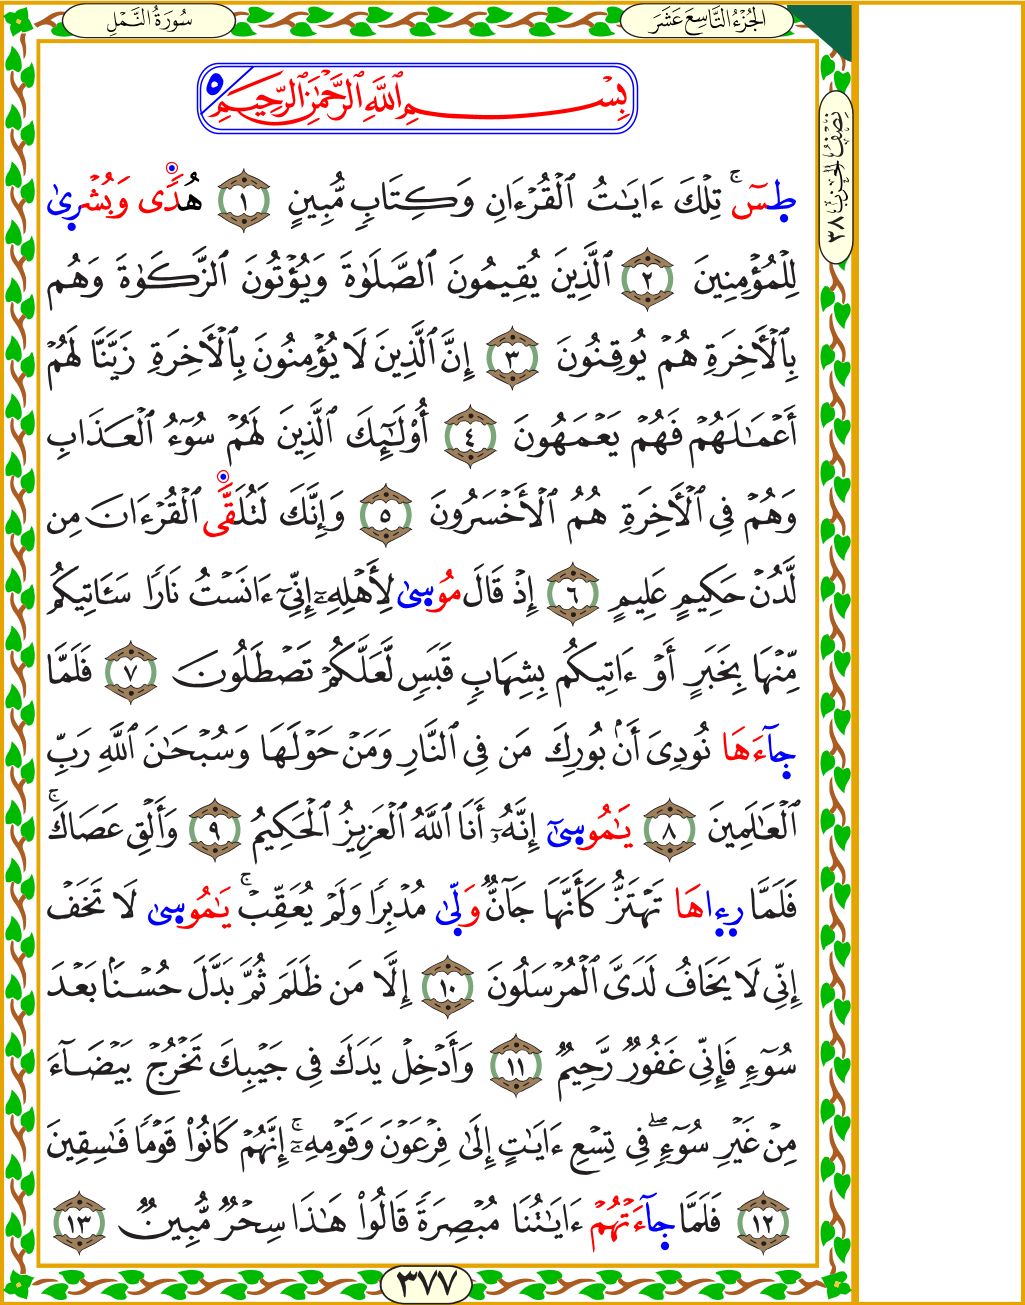 سُورَةُ النَّمْلِ
الجُزْءُ التَّاسِعَ عَشَرَ
نِصْفُ الحِزْبِ ٣٨
بِسْمِ ٱللَّهِ ٱلرَّحْمَٰنِ ٱلرَّحِيمِ ٥
طسٓۚ تِلْكَ ءَايَٰتُ ٱلْقُرْءَانِ وَكِتَابٍ مُّبِينٍ ١ هُدًى وَبُشْرِىٰ
لِلْمُؤْمِنِينَ ٢ ٱلَّذِينَ يُقِيمُونَ ٱلصَّلَوٰةَ وَيُؤْتُونَ ٱلزَّكَوٰةَ وَهُم
بِٱلْأَخِرَةِ هُمْ يُوقِنُونَ ٣ إِنَّ ٱلَّذِينَ لَا يُؤْمِنُونَ بِٱلْأَخِرَةِ زَيَّنَّا لَهُمْ
أَعْمَٰلَهُمْ فَهُمْ يَعْمَهُونَ ٤ أُوْلَٰٓئِكَ ٱلَّذِينَ لَهُمْ سُوٓءُ ٱلْعَذَابِ
وَهُمْ فِى ٱلْأَخِرَةِ هُمُ ٱلْأَخْسَرُونَ ٥ وَإِنَّكَ لَتُلَقَّى ٱلْقُرْءَانَ مِن
لَّدُنْ حَكِيمٍ عَلِيمٍ ٦ إِذْ قَالَ مُوسِىٰ لِأَهْلِهِۦٓ إِنِّىٓ ءَانَسْتُ نَارًا سَـَٔاتِيكُم
مِّنْهَا بِخَبَرٍ أَوْ ءَاتِيكُم بِشِهَابٍ قَبَسٍ لَّعَلَّكُمْ تَصْطَلُونَ ٧ فَلَمَّا
جِآءَهَا نُودِىَ أَنۢ بُورِكَ مَن فِى ٱلنَّارِ وَمَنْ حَوْلَهَا وَسُبْحَٰنَ ٱللَّهِ رَبِّ
ٱلْعَٰلَمِينَ ٨ يَٰمُوسِىٰٓ إِنَّهُۥٓ أَنَا ٱللَّهُ ٱلْعَزِيزُ ٱلْحَكِيمُ ٩ وَأَلْقِ عَصَاكَۚ
فَلَمَّا رِءِاهَا تَهْتَزُّ كَأَنَّهَا جَآنٌّ وَلِّىٰ مُدْبِرًا وَلَمْ يُعَقِّبْۚ يَٰمُوسِىٰ لَا تَخَفْ
إِنِّى لَا يَخَافُ لَدَىَّ ٱلْمُرْسَلُونَ ١٠ إِلَّا مَن ظَلَمَ ثُمَّ بَدَّلَ حُسْنًۢا بَعْدَ
سُوٓءٍ فَإِنِّى غَفُورٌ رَّحِيمٌ ١١ وَأَدْخِلْ يَدَكَ فِى جَيْبِكَ تَخْرُجْ بَيْضَآءَ
مِنْ غَيْرِ سُوٓءٍۖ فِى تِسْعِ ءَايَٰتٍ إِلَىٰ فِرْعَوْنَ وَقَوْمِهِۦٓۚ إِنَّهُمْ كَانُوا۟ قَوْمًا فَٰسِقِينَ
١٢ فَلَمَّا جِآءَتْهُمْ ءَايَٰتُنَا مُبْصِرَةً قَالُوا۟ هَٰذَا سِحْرٌ مُّبِينٌ ١٣
٣٧٧